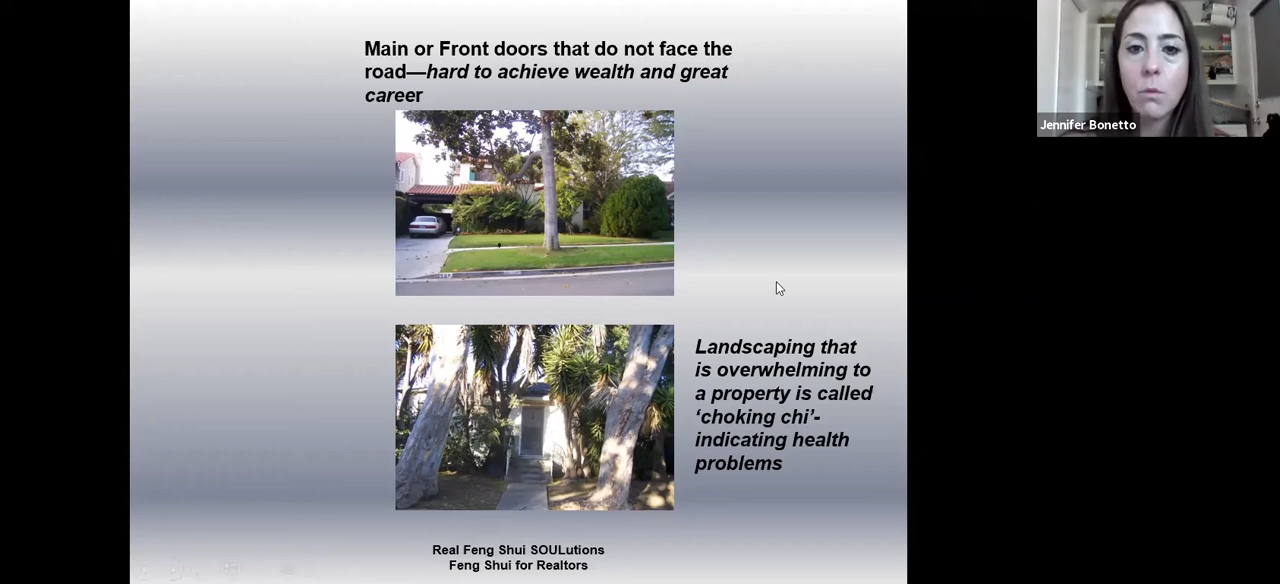 Main or Front doors that do not face the
road—hard to achieve wealth and great
career
Jennifer Bonetto
Landscaping that
is overwhelming to
a property is called
‘choking chi’-
indicating health
problems
Real Feng Shui SOULutions
Feng Shui for Realtors